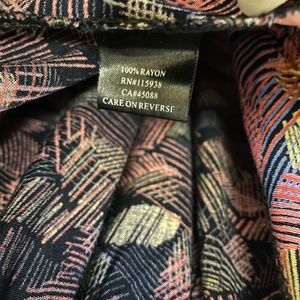 100% RAYON
RN#115938
CA#45088
CARE ON REVERSE